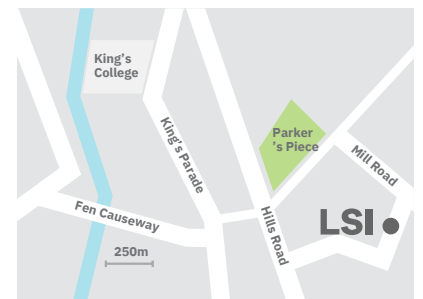 King's
College
King's Parade
Parker
's Piece
Mill Road
Fen Causeway
Hills Road
LSI
250m